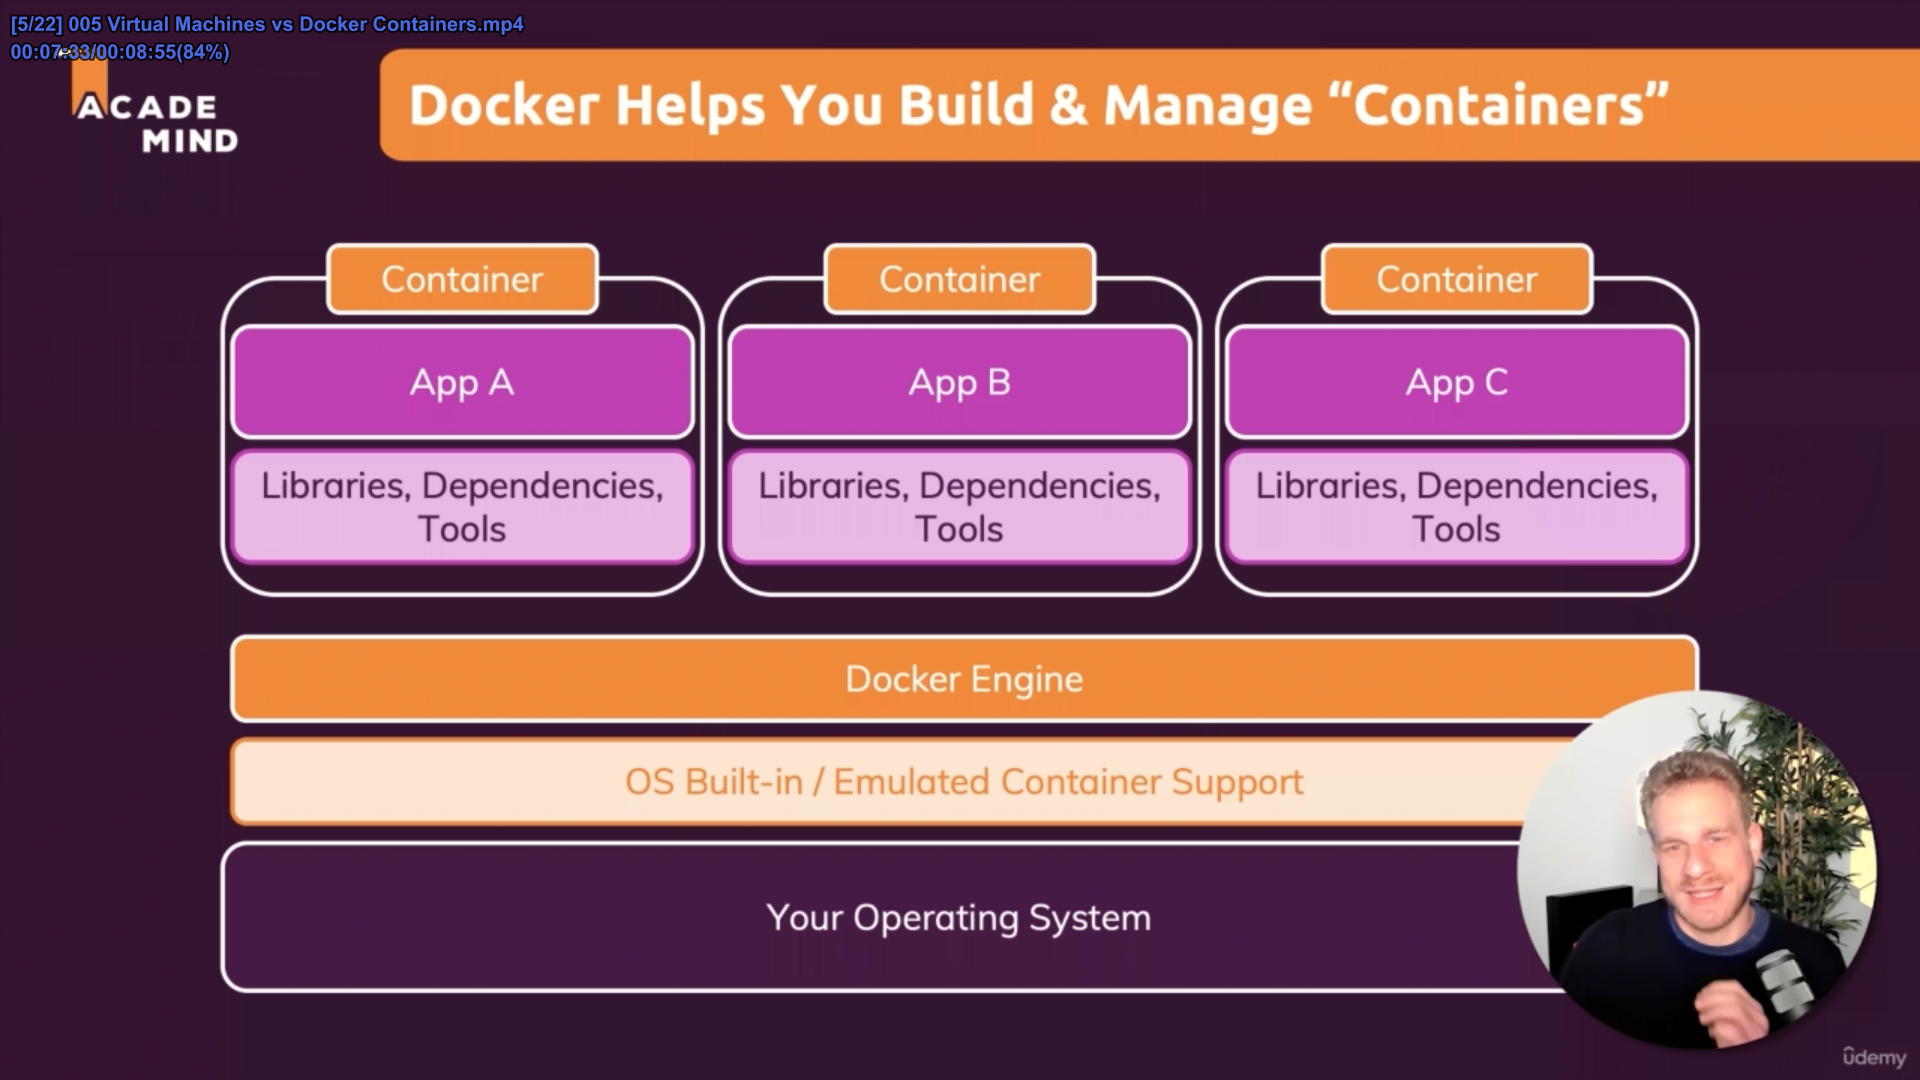 [5/22] 005 Virtual Machines vs Docker Containers.mp4
00:07:33/00:08:55(84%)
ACADE
MIND
Docker Helps You Build & Manage “Containers”
Container
Container
Container
App A
App B
App C
Libraries, Dependencies,
Tools
Libraries, Dependencies,
Tools
Libraries, Dependencies,
Tools
Docker Engine
OS Built-in / Emulated Container Support
Your Operating System
ûdemy